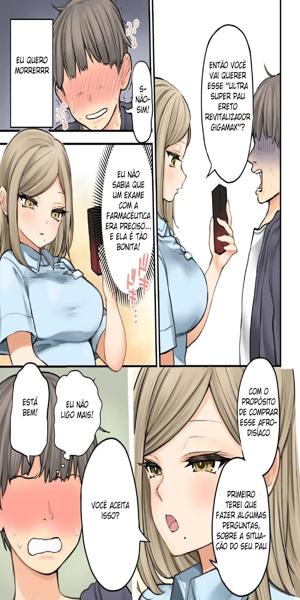 ENTÃO VOCÊ
VAI QUERER
ESSE "ULTRA
SUPER PAU
ERETO
REVITALIZADOR
GIGAMAX"?
EU QUERO
MORRERRR
S-
NÃO-
SIM!
EU NÃO
SABIA QUE
UM EXAME
COM A
FARMACÊUTICA
ERA PRECISO...
... E ELA É TÃO
BONITA!
COM O
PROPÓSITO
DE COMPRAR
ESSE AFRO-
DISÍACO
PRIMEIRO
TEREI QUE
FAZER ALGUMAS
PERGUNTAS,
SOBRE A SITUA-
ÇÃO DO SEU PAU
VOCÊ ACEITA
ISSO?
EU NÃO
LIGO MAIS!
ESTÁ
BEM!